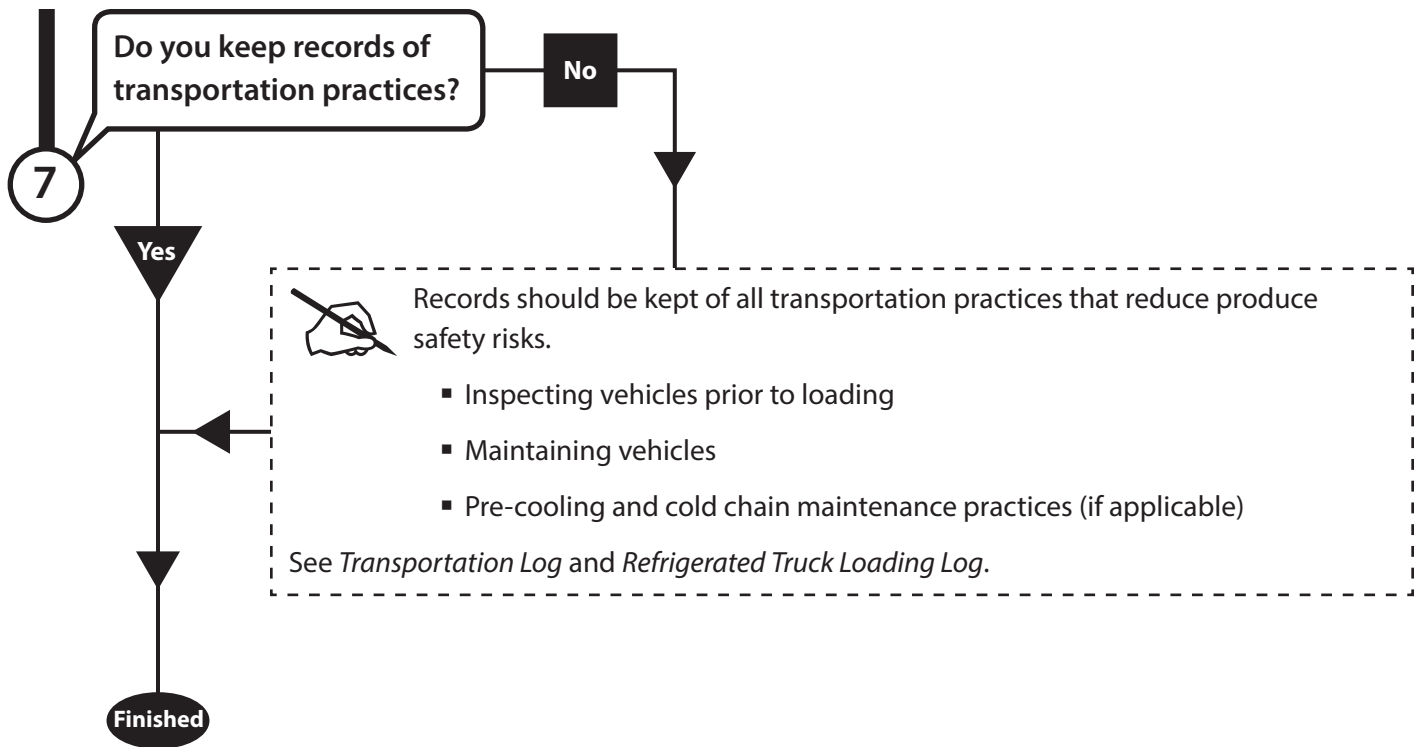 Do you keep records of
transportation practices?
No
7
Yes
Records should be kept of all transportation practices that reduce produce
safety risks.
▪ Inspecting vehicles prior to loading
▪ Maintaining vehicles
▪ Pre-cooling and cold chain maintenance practices (if applicable)
See Transportation Log and Refrigerated Truck Loading Log.
Finished